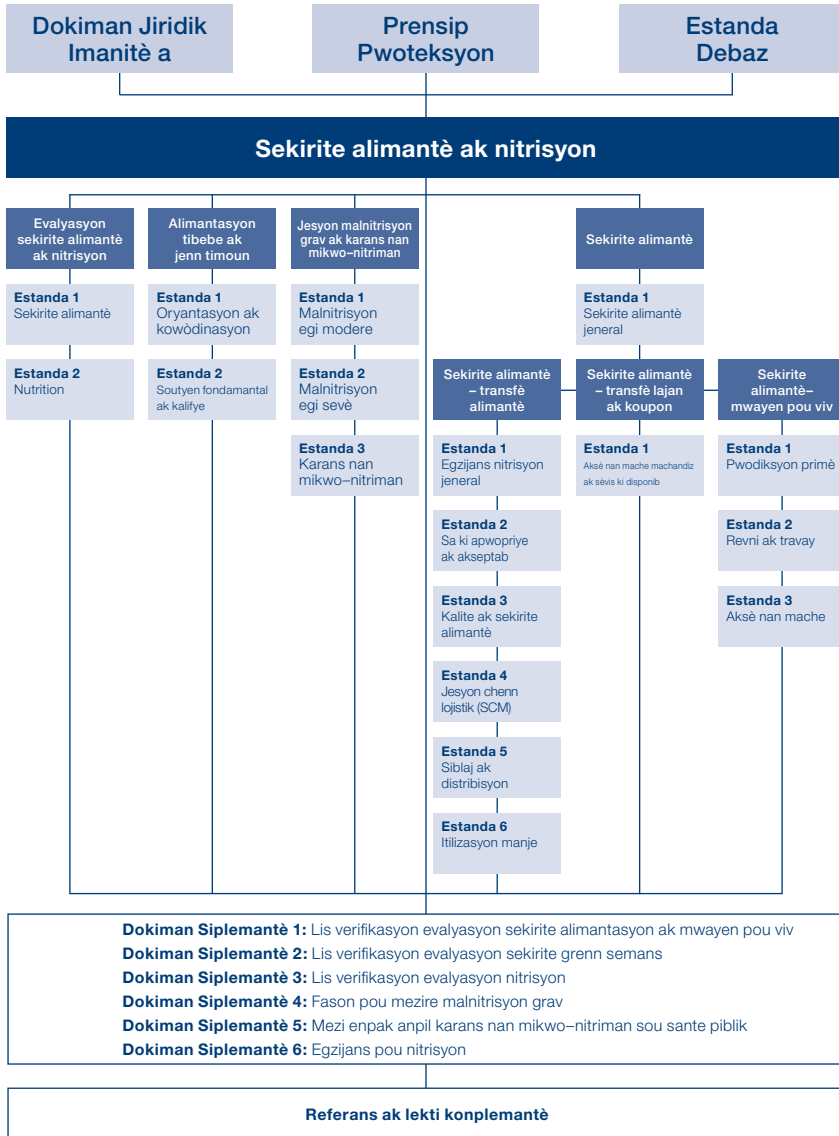 Dokiman Jiridik
Imanitè a
Prensip
Pwoteksyon
Estanda
Debaz
Sekirite alimantè ak nitrisyon
Evalyasyon
sekirite alimantè
ak nitrisyon
Estanda 1
Sekirite alimantè
Estanda 2
Nutrition
Alimantasyon
tibebe ak
jenn timoun
Estanda 1
Oryantasyon ak
kowòdinasyon
Estanda 2
Soutyen fondamantal
ak kalifye
Jesyon malnitrisyon
grav ak karans nan
mikwo–nitriman
Estanda 1
Malnitrisyon
egi modere
Estanda 2
Malnitrisyon
egi sevè
Estanda 3
Karans nan
mikwo–nitriman
Sekirite alimantè
Estanda 1
Sekirite alimantè
jeneral
Sekirite alimantè
– transfè
alimantè
Estanda 1
Egzijans nitrisyon
jeneral
Estanda 2
Sa ki apwopriye
ak akseptab
Estanda 3
Kalite ak sekirite
alimantè
Estanda 4
Jesyon chenn
lojistik (SCM)
Estanda 5
Siblaj ak
distribisyon
Estanda 6
Itilizasyon manje
Sekirite alimantè
– transfè lajan
ak koupon
Estanda 1
Aksè nan mache machandiz
ak sèvis ki disponib
Sekirite
alimantè–
mwayen pou viv
Estanda 1
Pwodiksyon primè
Estanda 2
Revni ak travay
Estanda 3
Aksè nan mache
Dokiman Siplemantè 1: Lis verifikasyon evalyasyon sekirite alimantasyon ak mwayen pou viv
Dokiman Siplemantè 2: Lis verifikasyon evalyasyon sekirite grenn semans
Dokiman Siplemantè 3: Lis verifikasyon evalyasyon nitrisyon
Dokiman Siplemantè 4: Fason pou mezire malnitrisyon grav
Dokiman Siplemantè 5: Mezi enpak anpil karans nan mikwo–nitriman sou sante piblik
Dokiman Siplemantè 6: Egzijans pou nitrisyon
Referans ak lekti konplemantè